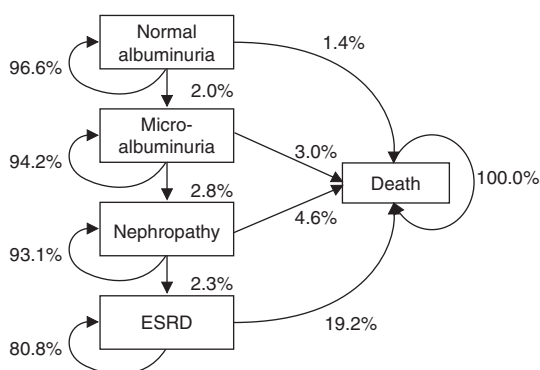 Normal
albuminuria
1.4%
96.6%
2.0%
Micro-
albuminuria
3.0%
94.2%
Death
100.0%
2.8%
4.6%
Nephropathy
93.1%
2.3%
ESRD
19.2%
80.8%